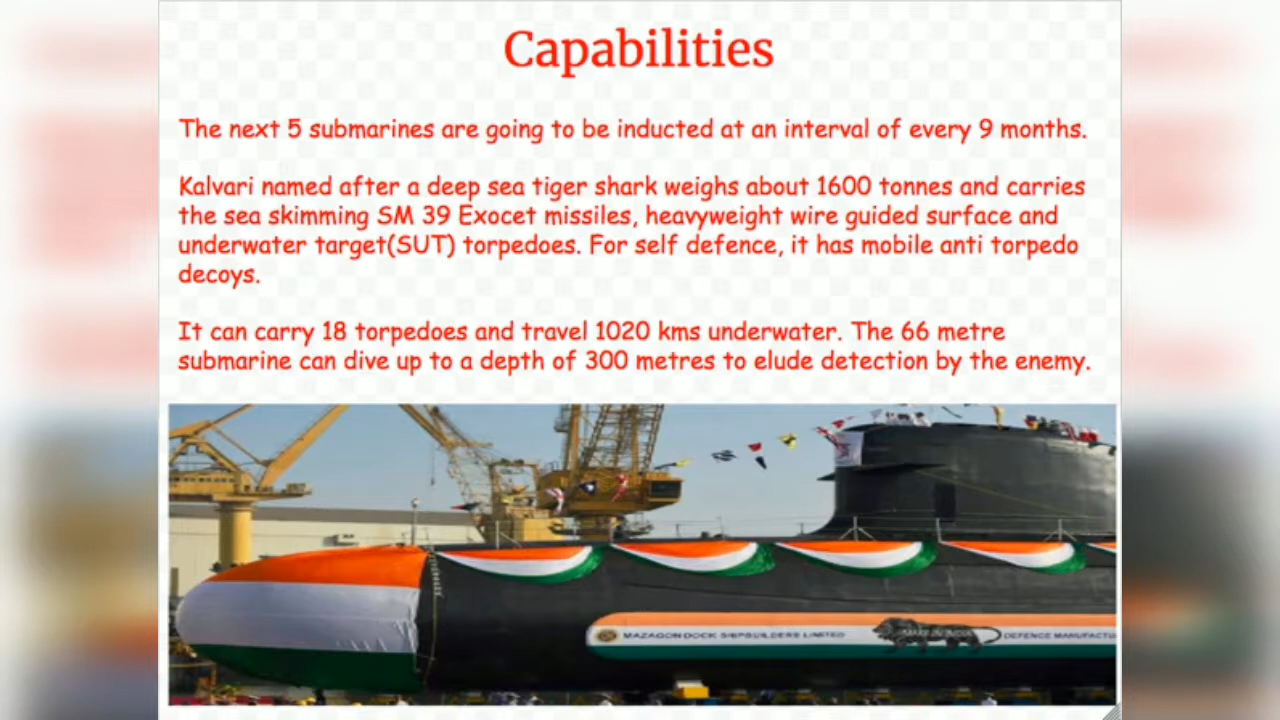 Capabilities
The next 5 submarines are going to be inducted at an interval of every 9 months.
Kalvari named after a deep sea tiger shark weighs about 1600 tonnes and carries
the sea skimming SM 39 Exocet missiles, heavyweight wire guided surface and
underwater target(SUT) torpedoes. For self defence, it has mobile anti torpedo
decoys.
It can carry 18 torpedoes and travel 1020 kms underwater. The 66 metre
submarine can dive up to a depth of 300 metres to elude detection by the enemy.
MAZAGON DOCK SHIPBUILDERS LIMITED
MAKE IN INDIA
DEFENCE MANUFACTU